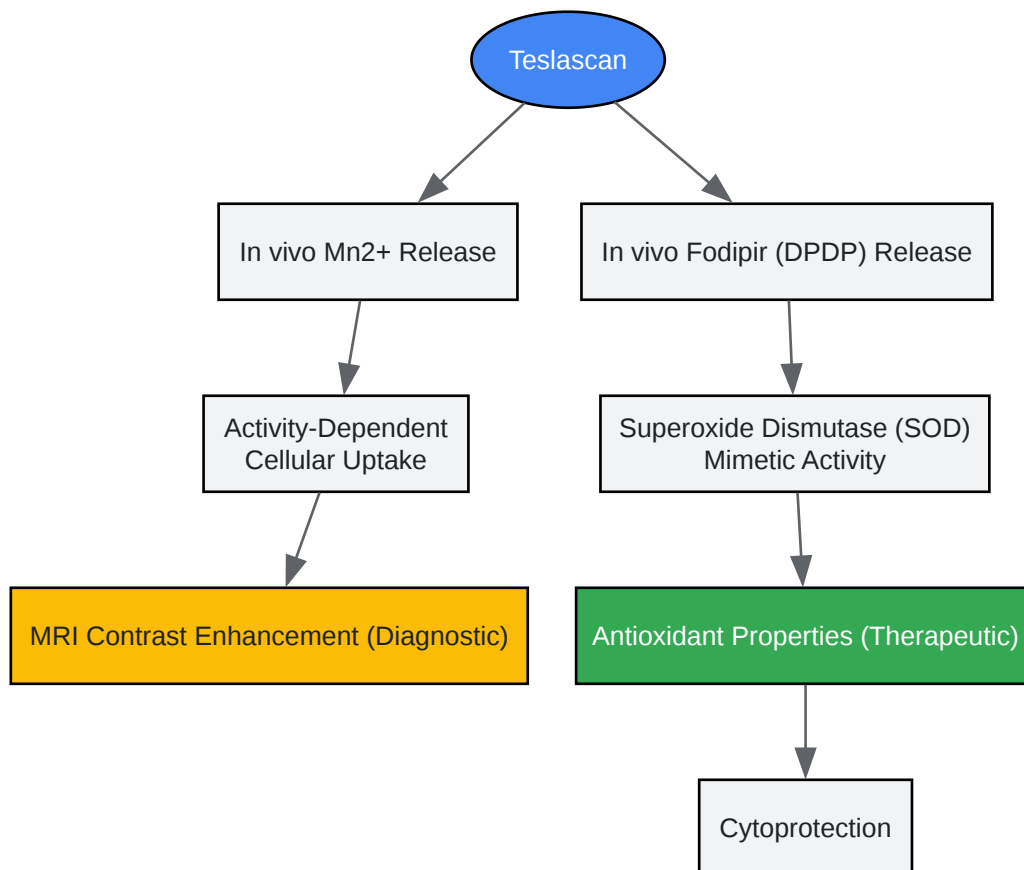 Teslascan
In vivo Mn2+ Release
In vivo Fodipir (DPDP) Release
Activity-Dependent
Cellular Uptake
Superoxide Dismutase (SOD)
Mimetic Activity
MRI Contrast Enhancement (Diagnostic)
Antioxidant Properties (Therapeutic)
Cytoprotection